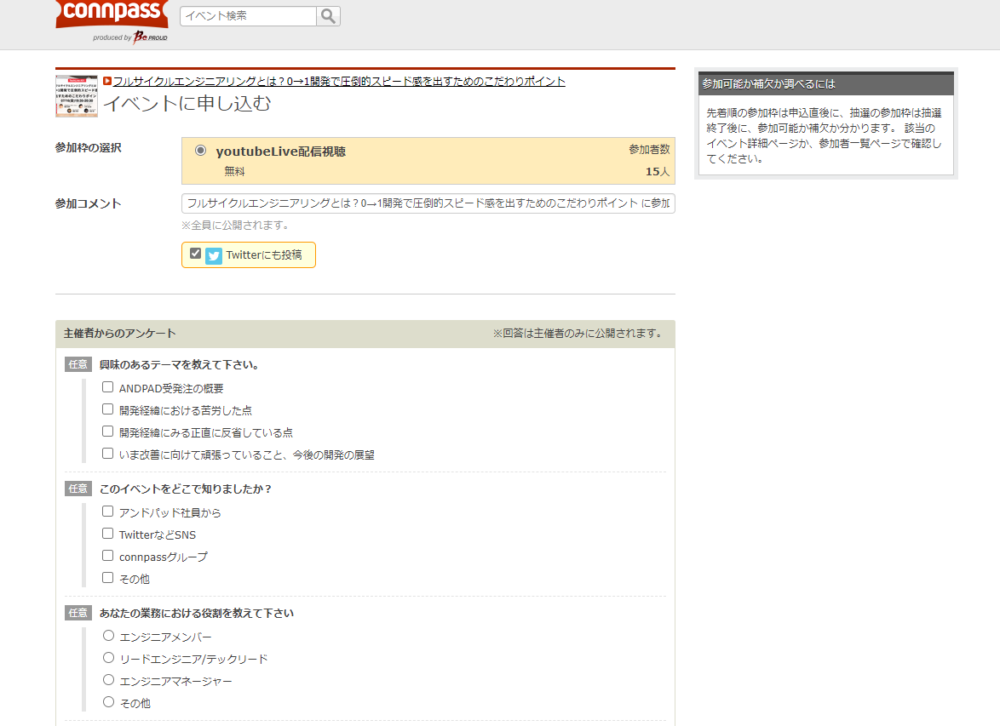 connpass
produced by BePROUD
イベント検索
フルサイクルエンジニアリングとは？0→1開発で圧倒的スピード感を出すためのこだわりポイント
イベントに申し込む
参加枠の選択
youtubeLive配信視聴
参加者数
無料
15人
参加コメント
フルサイクルエンジニアリングとは？0→1開発で圧倒的スピード感を出すためのこだわりポイント に参加
※全員に公開されます。
Twitterにも投稿
参加可能か補欠か調べるには
先着順の参加枠は申込直後に、抽選の参加枠は抽選
終了後に、参加可能か補欠か分かります。 該当の
イベント詳細ページか、参加者一覧ページで確認し
てください。
主催者からのアンケート
※回答は主催者のみに公開されます。
任意 興味のあるテーマを教えて下さい。
ANDPAD受発注の概要
開発経緯における苦労した点
開発経緯にみる正直に反省している点
いま改善に向けて頑張っていること、今後の開発の展望
任意 このイベントをどこで知りましたか？
アンドパッド社員から
TwitterなどSNS
connpassグループ
その他
任意 あなたの業務における役割を教えて下さい
エンジニアメンバー
リードエンジニア/テックリード
エンジニアマネージャー
その他